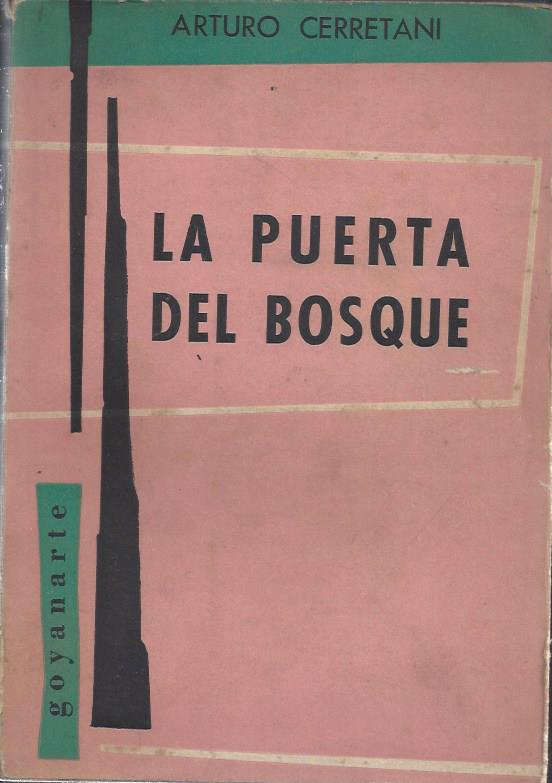 ARTURO CERRETANI
LA PUERTA
DEL BOSQUE
goyanarte